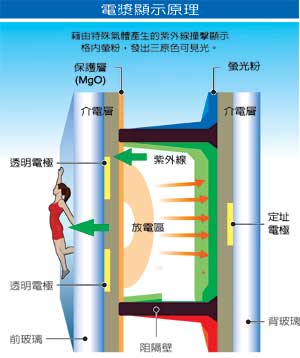 電漿顯示原理
藉由特殊氣體產生的紫外線撞擊顯示
格內螢粉，發出三原色可見光。
保護層
(MgO)
螢光粉
介電層
介電層
透明電極
紫外線
放電區
定址
電極
透明電極
前玻璃
阻隔壁
背玻璃